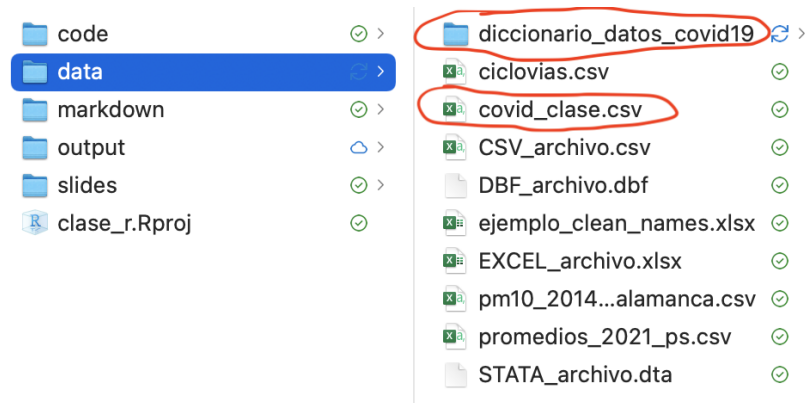 code
data
markdown
output
slides
clase_r.Rproj
diccionario_datos_covid19
ciclovias.csv
covid_clase.csv
CSV_archivo.csv
DBF_archivo.dbf
ejemplo_clean_names.xlsx
EXCEL_archivo.xlsx
pm10_2014...alamanca.csv
promedios_2021_ps.csv
STATA_archivo.dta